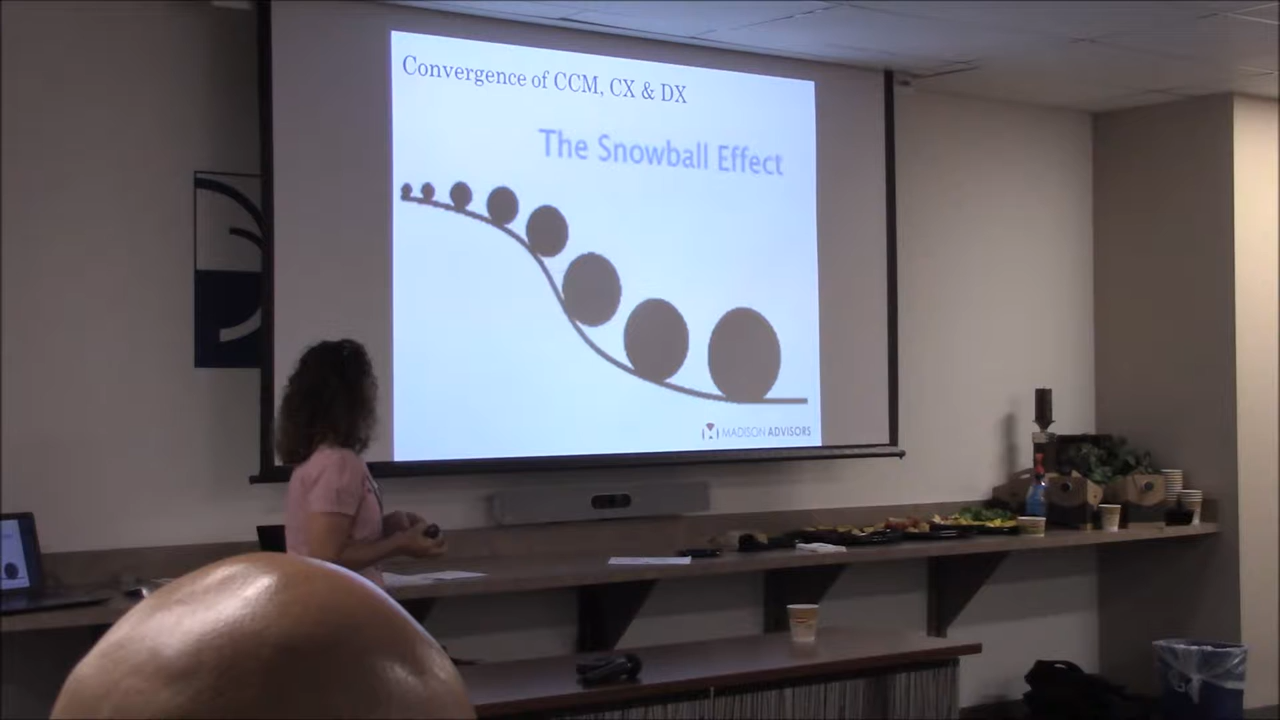 Convergence of CCM, CX & DX
The Snowball Effect
MADISON ADVISORS